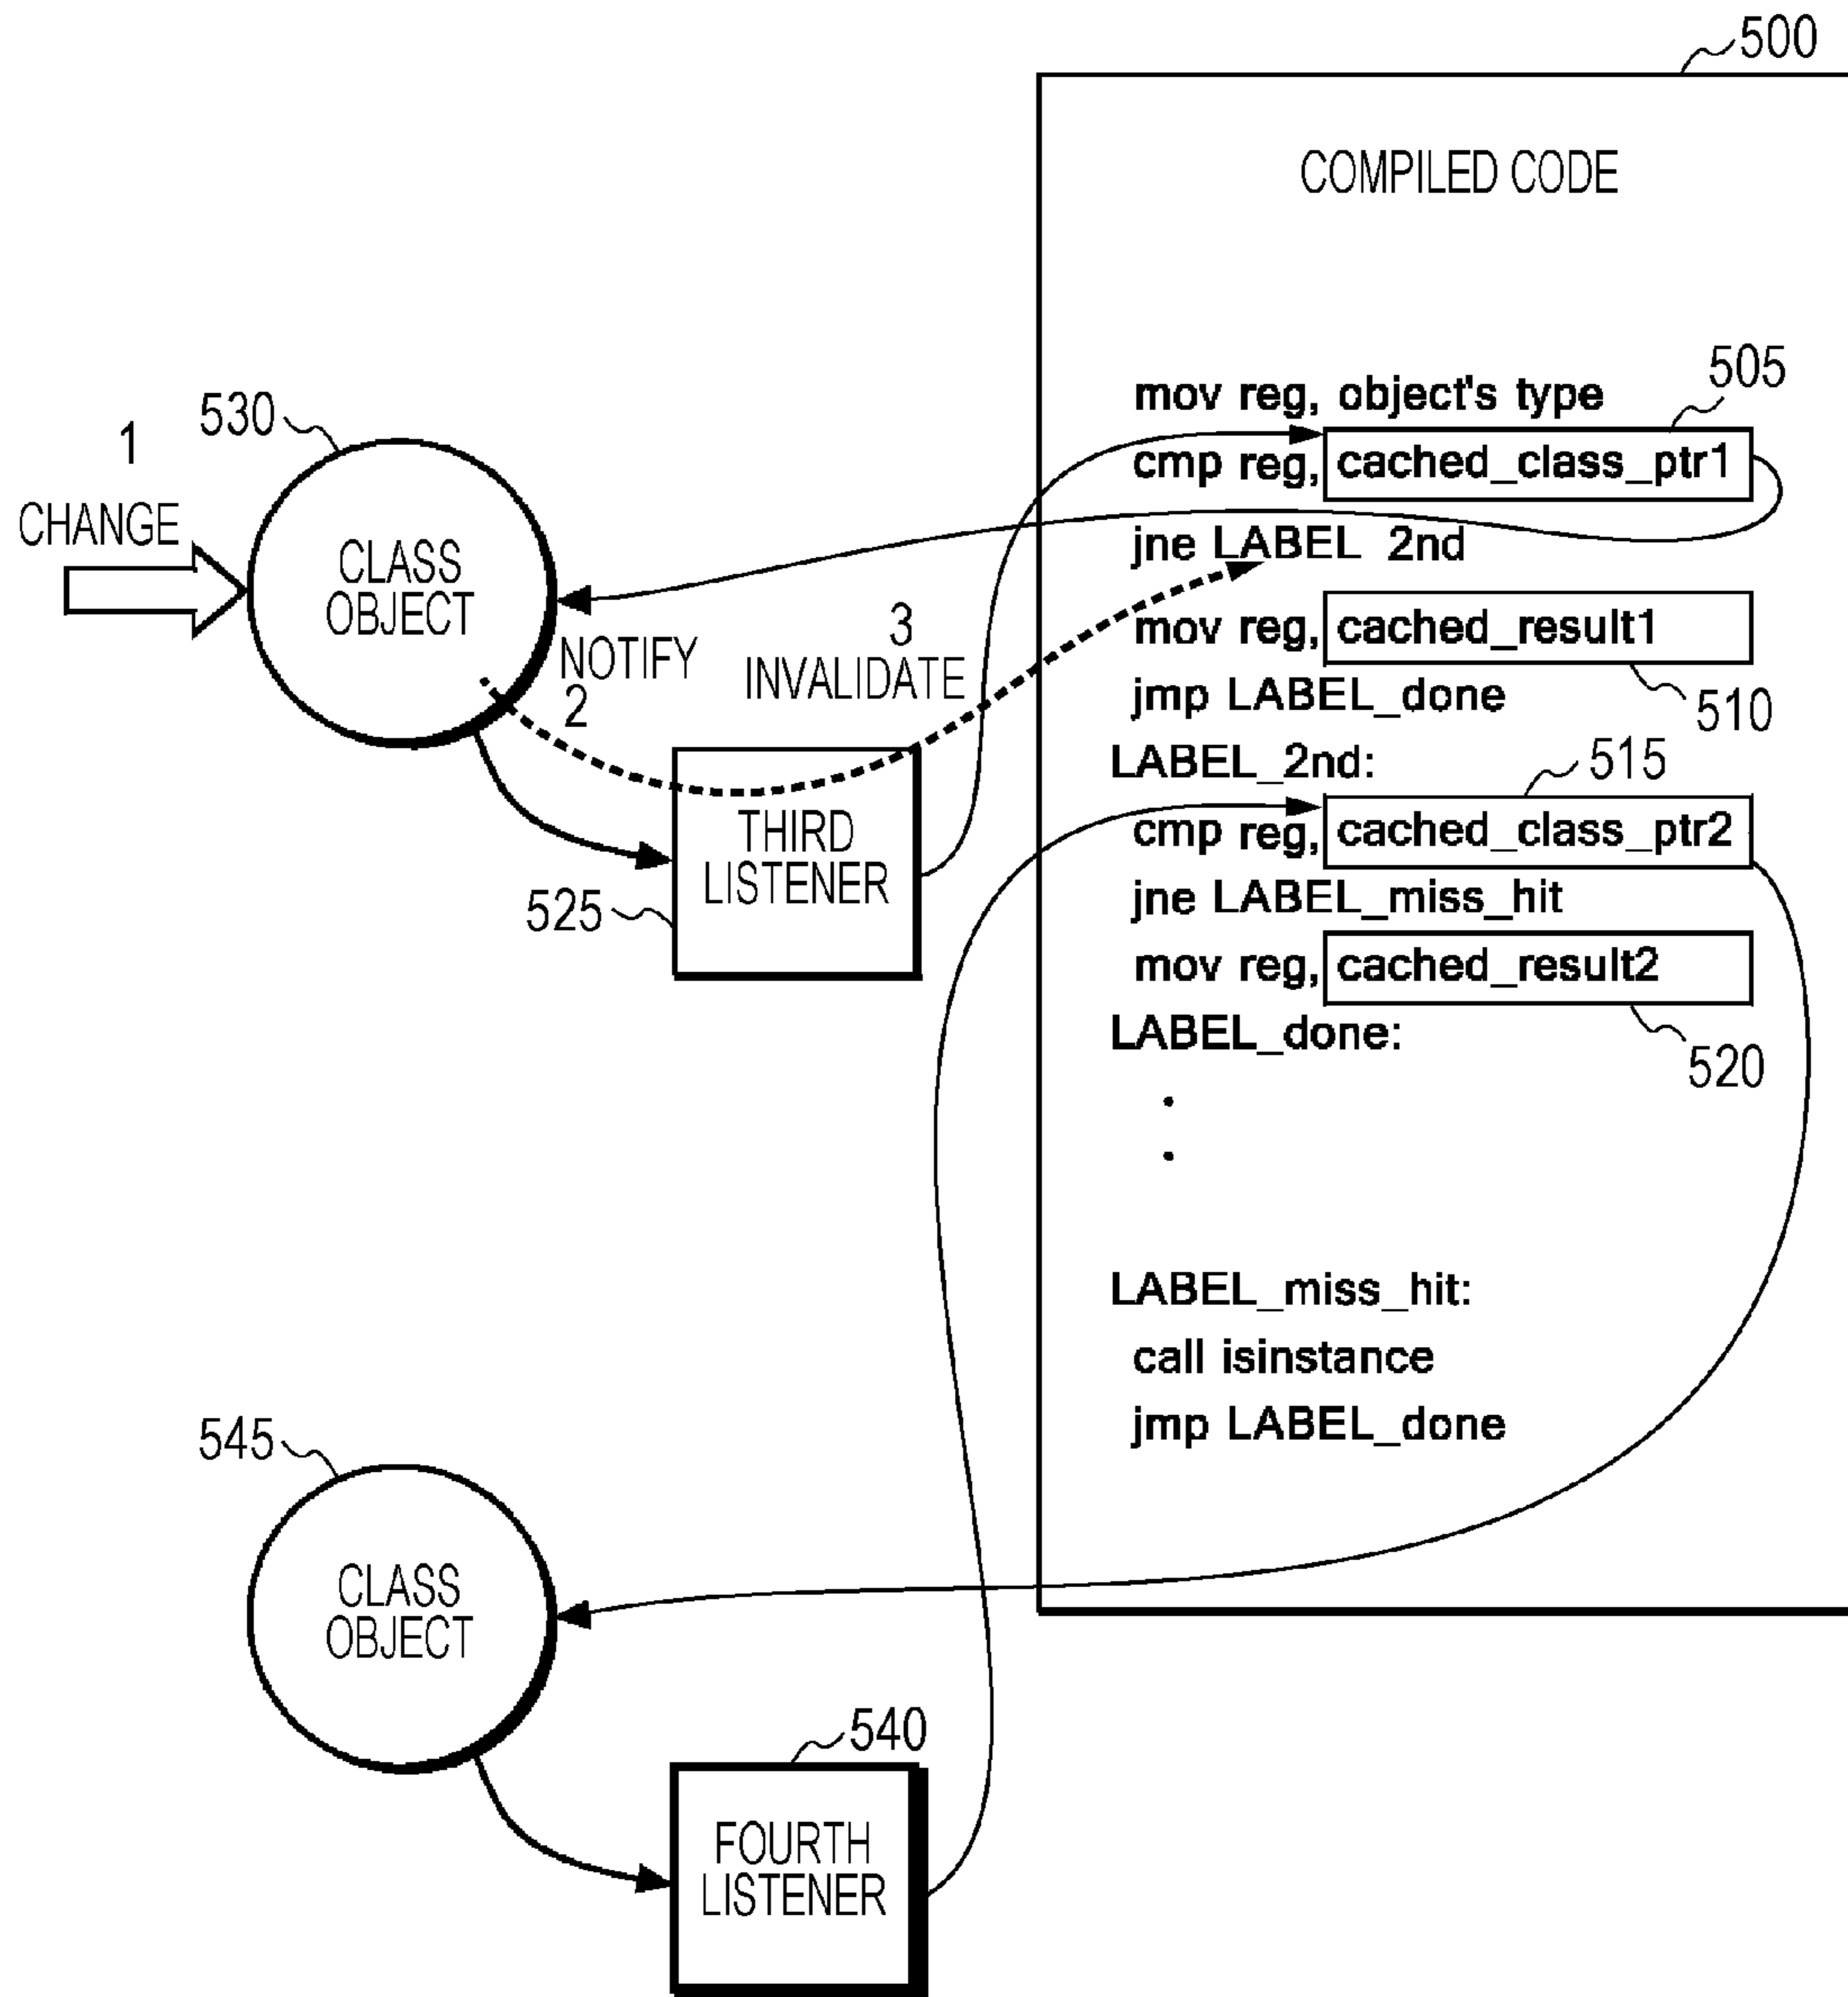 500
COMPILED CODE
505
mov reg, object's type
cmp reg, cached_class_ptr1
jne LABEL 2nd
mov reg, cached_result1
510
jmp LABEL_done
LABEL_2nd:
515
cmp reg, cached_class_ptr2
jne LABEL_miss_hit
mov reg, cached_result2
LABEL_done:
520
.
.
LABEL_miss_hit:
call isinstance
jmp LABEL_done
530
1
CHANGE
CLASS
OBJECT
NOTIFY
2
3
INVALIDATE
THIRD
LISTENER
525
545
CLASS
OBJECT
540
FOURTH
LISTENER